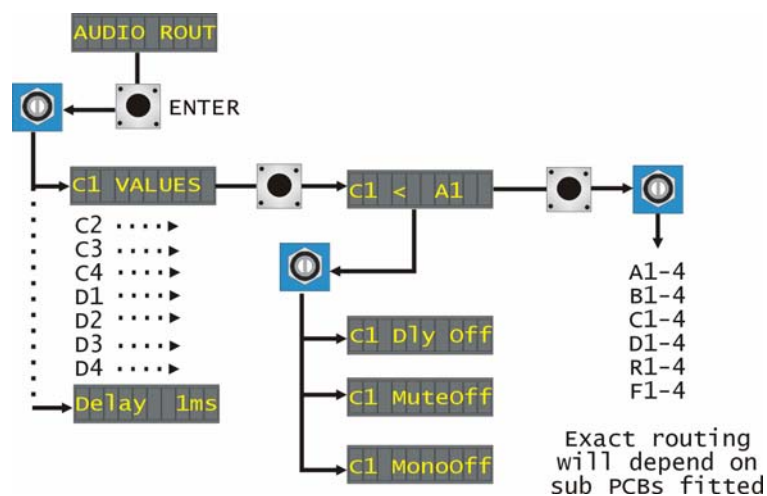 AUDIO ROUT
ENTER
C1 VALUES
C1 < A1
C2
C3
C4
D1
D2
D3
D4
Delay 1ms
C1 Dly Off
C1 MuteOff
C1 MonoOff
A1-4
B1-4
C1-4
D1-4
R1-4
F1-4
Exact routing
will depend on
sub PCBs fitted